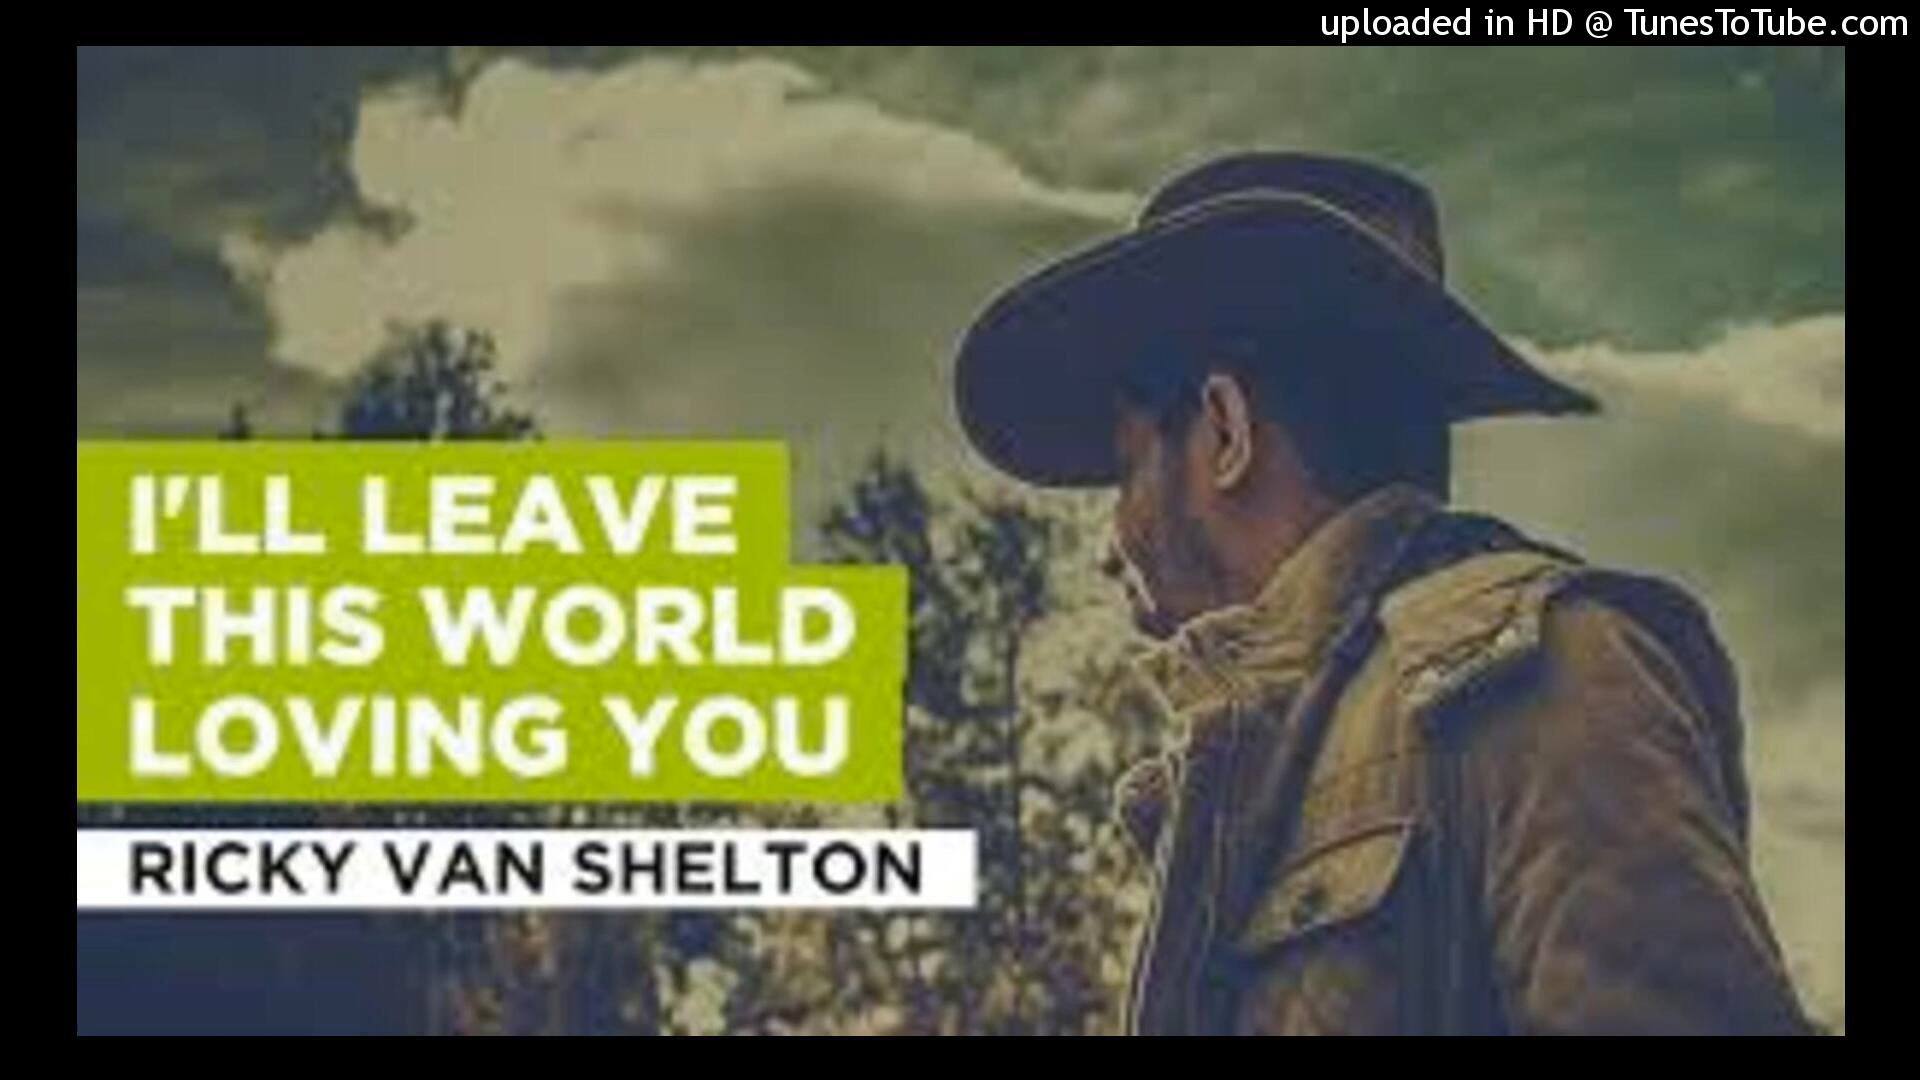 uploaded in HD @ TunesToTube.com
I'LL LEAVE
THIS WORLD
LOVING YOU
RICKY VAN SHELTON